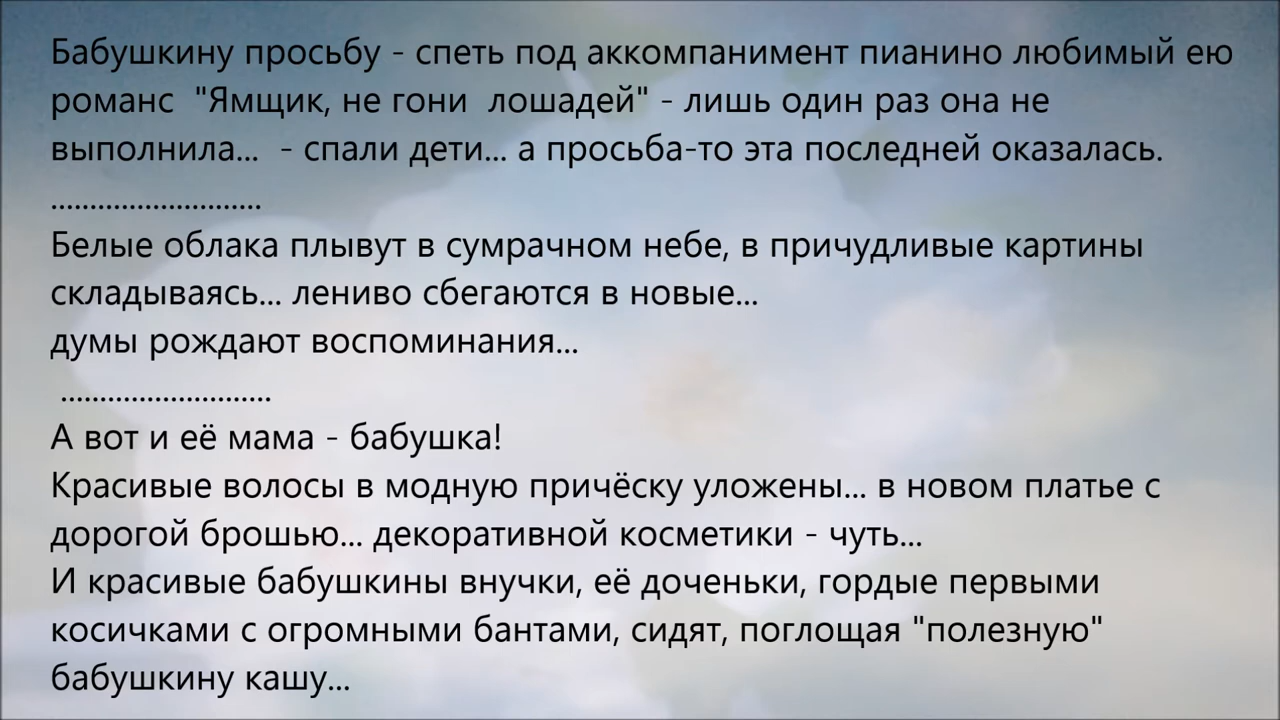 Бабушкину просьбу - спеть под аккомпанимент пианино любимый ею
романс  "Ямщик, не гони  лошадей" - лишь один раз она не
выполнила...  - спали дети... а просьба-то эта последней оказалась.
...........................
Белые облака плывут в сумрачном небе, в причудливые картины
складываясь... лениво сбегаются в новые...
думы рождают воспоминания...
...........................
А вот и её мама - бабушка!
Красивые волосы в модную причёску уложены... в новом платье с
дорогой брошью... декоративной косметики - чуть...
И красивые бабушкины внучки, её доченьки, гордые первыми
косичками с огромными бантами, сидят, поглощая "полезную"
бабушкину кашу...